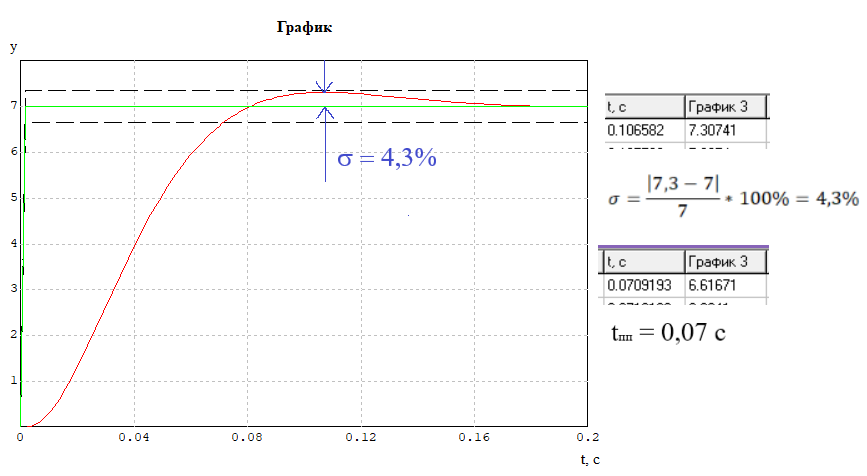 График
y
7
6
5
4
3
2
1
0
0.04
0.08
0.12
0.16
0.2
t, c
σ = 4,3%
t, c График 3
0.106582 7.30741
σ = |7,3 − 7| / 7 * 100% = 4,3%
t, c График 3
0.0709193 6.61671
tпп = 0,07 c